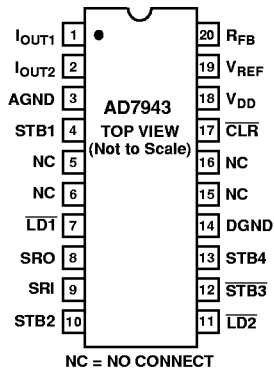 IOUT1 1 20 RFB
IOUT2 2 19 VREF
AGND 3 18 VDD
AD7943
STB1 4 17 CLR
TOP VIEW
(Not to Scale)
NC 5 16 NC
NC 6 15 NC
LD1 7 14 DGND
SRO 8 13 STB4
SRI 9 12 STB3
STB2 10 11 LD2
NC = NO CONNECT